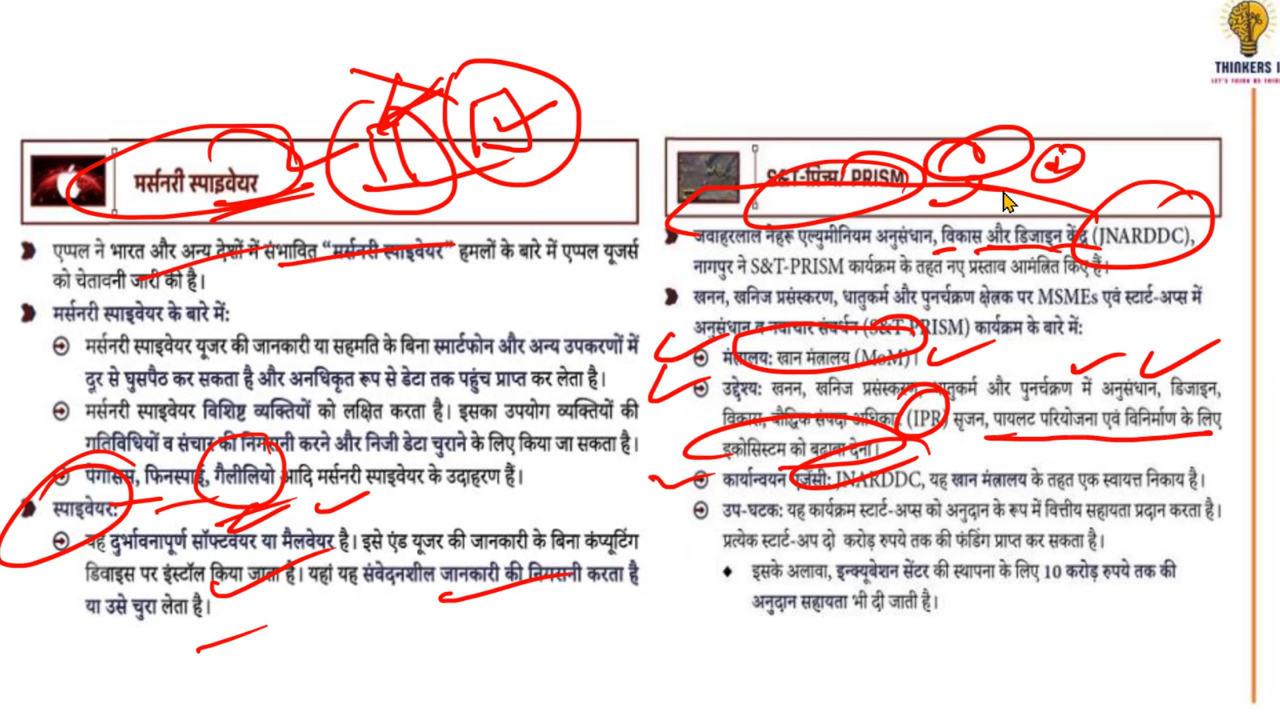 THINKERS I
LET'S THINK BE THIN
मर्सनरी स्पाइवेयर
एप्पल ने भारत और अन्य देशों में संभावित “मर्सनरी स्पाइवेयर” हमलों के बारे में एप्पल यूजर्स
को चेतावनी जारी की है।
मर्सनरी स्पाइवेयर के बारे में:
मर्सनरी स्पाइवेयर यूजर की जानकारी या सहमति के बिना स्मार्टफोन और अन्य उपकरणों में
दूर से घुसपैठ कर सकता है और अनधिकृत रूप से डेटा तक पहुंच प्राप्त कर लेता है।
मर्सनरी स्पाइवेयर विशिष्ट व्यक्तियों को लक्षित करता है। इसका उपयोग व्यक्तियों की
गतिविधियों व संचार की निगरानी करने और निजी डेटा चुराने के लिए किया जा सकता है।
पेगासस, फिनस्पाई, गैलीलियो आदि मर्सनरी स्पाइवेयर के उदाहरण हैं।
स्पाइवेयर:
यह दुर्भावनापूर्ण सॉफ्टवेयर या मैलवेयर है। इसे एंड यूजर की जानकारी के बिना कंप्यूटिंग
डिवाइस पर इंस्टॉल किया जाता है। यहां यह संवेदनशील जानकारी की निगरानी करता है
या उसे चुरा लेता है।
S&T-प्रिज्म PRISM
जवाहरलाल नेहरू एल्युमीनियम अनुसंधान, विकास और डिजाइन केंद्र (JNARDDC),
नागपुर ने S&T-PRISM कार्यक्रम के तहत नए प्रस्ताव आमंत्रित किए हैं।
खनन, खनिज प्रसंस्करण, धातुकर्म और पुनर्चक्रण क्षेत्रक पर MSMEs एवं स्टार्ट-अप्स में
अनुसंधान व नवाचार संवर्धन (S&T-PRISM) कार्यक्रम के बारे में:
मंत्रालय: खान मंत्रालय (MoM)।
उद्देश्य: खनन, खनिज प्रसंस्करण, धातुकर्म और पुनर्चक्रण में अनुसंधान, डिजाइन,
विकास, बौद्धिक संपदा अधिकार (IPR) सृजन, पायलट परियोजना एवं विनिर्माण के लिए
इकोसिस्टम को बढ़ावा देना।
कार्यान्वयन एजेंसी: JNARDDC, यह खान मंत्रालय के तहत एक स्वायत्त निकाय है।
उप-घटक: यह कार्यक्रम स्टार्ट-अप्स को अनुदान के रूप में वित्तीय सहायता प्रदान करता है।
प्रत्येक स्टार्ट-अप दो करोड़ रुपये तक की फंडिंग प्राप्त कर सकता है।
इसके अलावा, इन्क्यूबेशन सेंटर की स्थापना के लिए 10 करोड़ रुपये तक की
अनुदान सहायता भी दी जाती है।